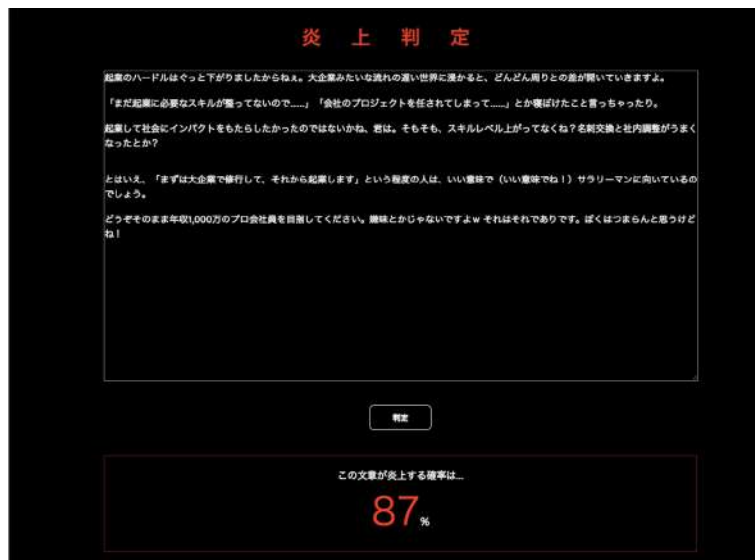 炎 上 判 定
起業のハードルはぐっと下がりましたからねぇ。大企業みたいな流れの遅い世界に浸かると、どんどん周りとの差が開いていきますよ。
「まだ起業に必要なスキルが整ってないので......」「会社のプロジェクトを任されてしまって......」とか寝ぼけたこと言っちゃったり。
起業して社会にインパクトをもたらしたかったのではないかね、君は。そもそも、スキルレベル上がってなくね？名刺交換と社内調整がうまく
なったとか？
とはいえ、「まずは大企業で修行して、それから起業します」という程度の人は、いい意味で（いい意味でね！）サラリーマンに向いているの
でしょう。
どうぞそのまま年収1,000万のプロ会社員を目指してください。嫌味とかじゃないですよw それはそれでありです。ぼくはつまらんと思うけど
ね！
判定
この文章が炎上する確率は...
87%